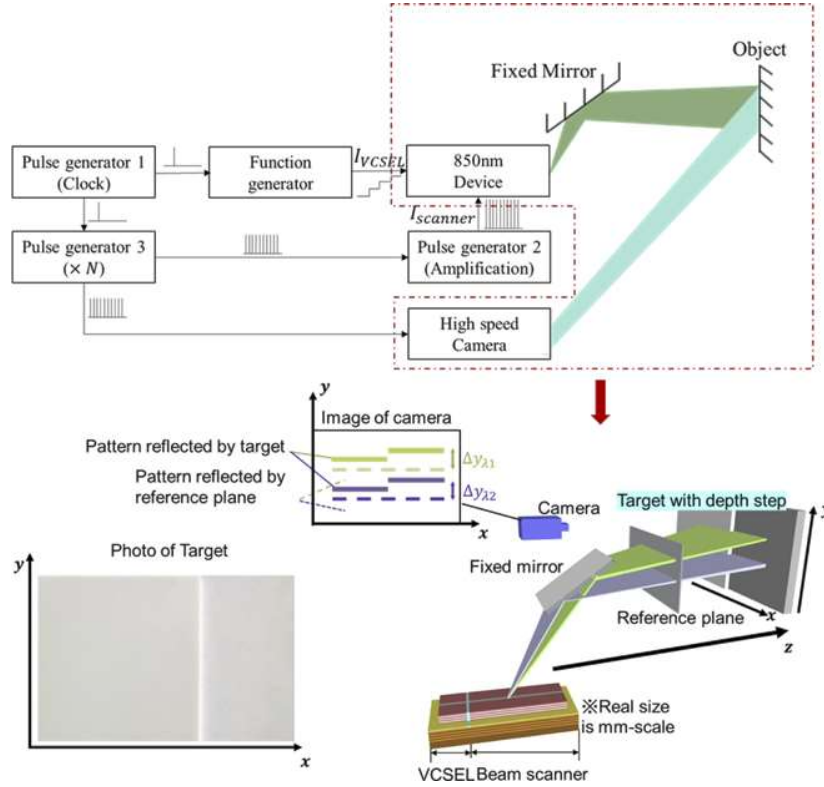 Object
Fixed Mirror
Pulse generator 1
(Clock)
Function
generator
I_VCSEL
850nm
Device
I_scanner
Pulse generator 3
(× N)
Pulse generator 2
(Amplification)
High speed
Camera
y
Image of camera
Pattern reflected by target
Pattern reflected by
reference plane
Δy_λ1
Δy_λ2
x
Camera
Target with depth step
y
Fixed mirror
Reference plane
x
z
Photo of Target
y
x
※Real size
is mm-scale
VCSEL Beam scanner